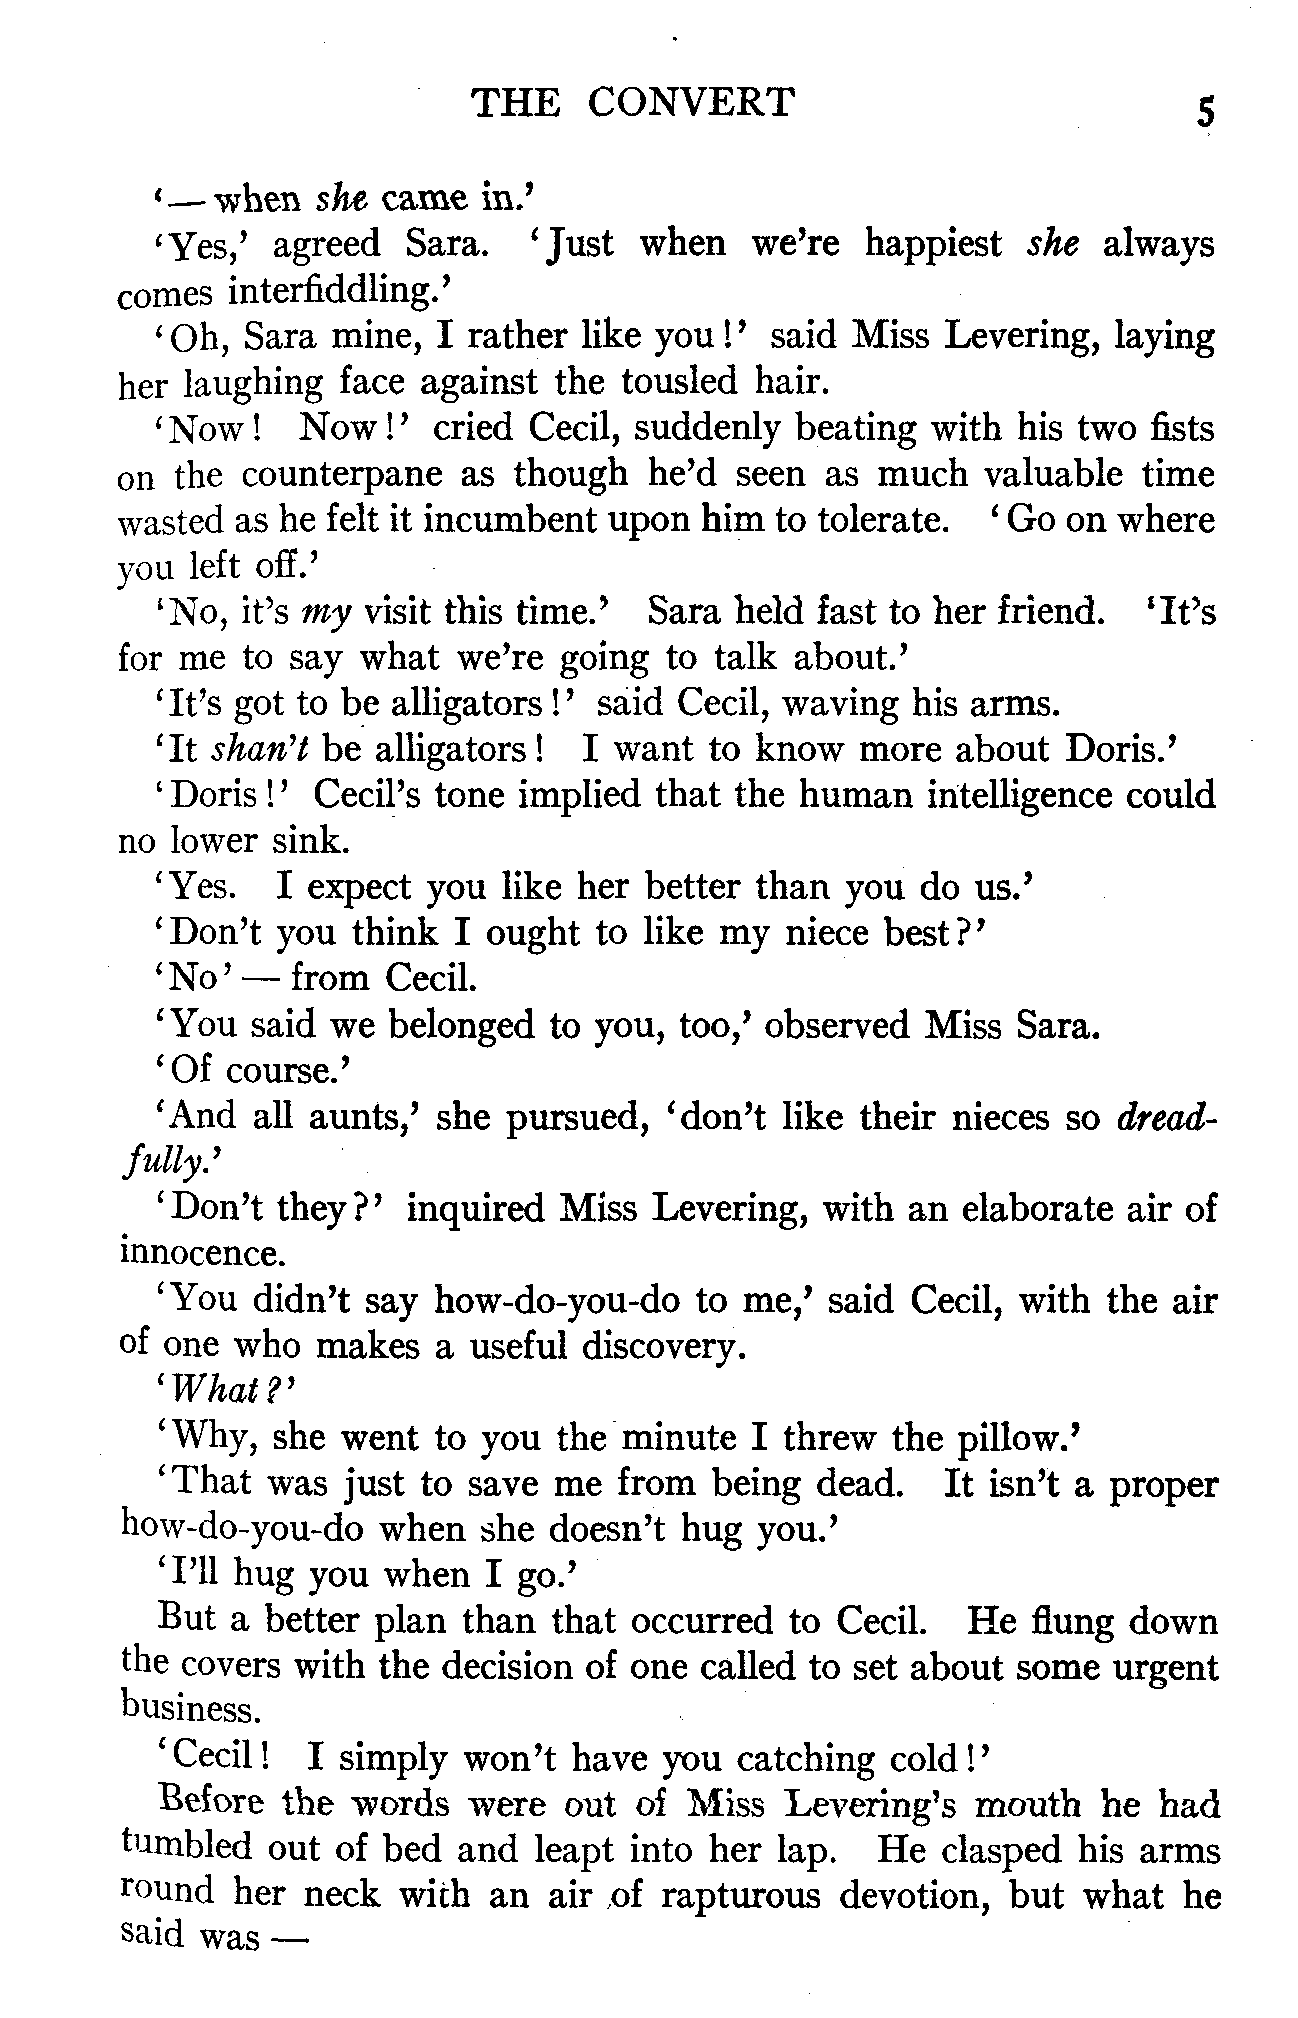 THE CONVERT 5
‘— when she came in.’
‘Yes,’ agreed Sara. ‘Just when we’re happiest she always
comes interfiddling.’
‘Oh, Sara mine, I rather like you!’ said Miss Levering, laying
her laughing face against the tousled hair.
‘Now! Now!’ cried Cecil, suddenly beating with his two fists
on the counterpane as though he’d seen as much valuable time
wasted as he felt it incumbent upon him to tolerate. ‘Go on where
you left off.’
‘No, it’s my visit this time.’ Sara held fast to her friend. ‘It’s
for me to say what we’re going to talk about.’
‘It’s got to be alligators!’ said Cecil, waving his arms.
‘It shan’t be alligators! I want to know more about Doris.’
‘Doris!’ Cecil’s tone implied that the human intelligence could
no lower sink.
‘Yes. I expect you like her better than you do us.’
‘Don’t you think I ought to like my niece best?’
‘No’ — from Cecil.
‘You said we belonged to you, too,’ observed Miss Sara.
‘Of course.’
‘And all aunts,’ she pursued, ‘don’t like their nieces so dread-
fully.’
‘Don’t they?’ inquired Miss Levering, with an elaborate air of
innocence.
‘You didn’t say how-do-you-do to me,’ said Cecil, with the air
of one who makes a useful discovery.
‘What?’
‘Why, she went to you the minute I threw the pillow.’
‘That was just to save me from being dead. It isn’t a proper
how-do-you-do when she doesn’t hug you.’
‘I’ll hug you when I go.’
But a better plan than that occurred to Cecil. He flung down
the covers with the decision of one called to set about some urgent
business.
‘Cecil! I simply won’t have you catching cold!’
Before the words were out of Miss Levering’s mouth he had
tumbled out of bed and leapt into her lap. He clasped his arms
round her neck with an air of rapturous devotion, but what he
said was —